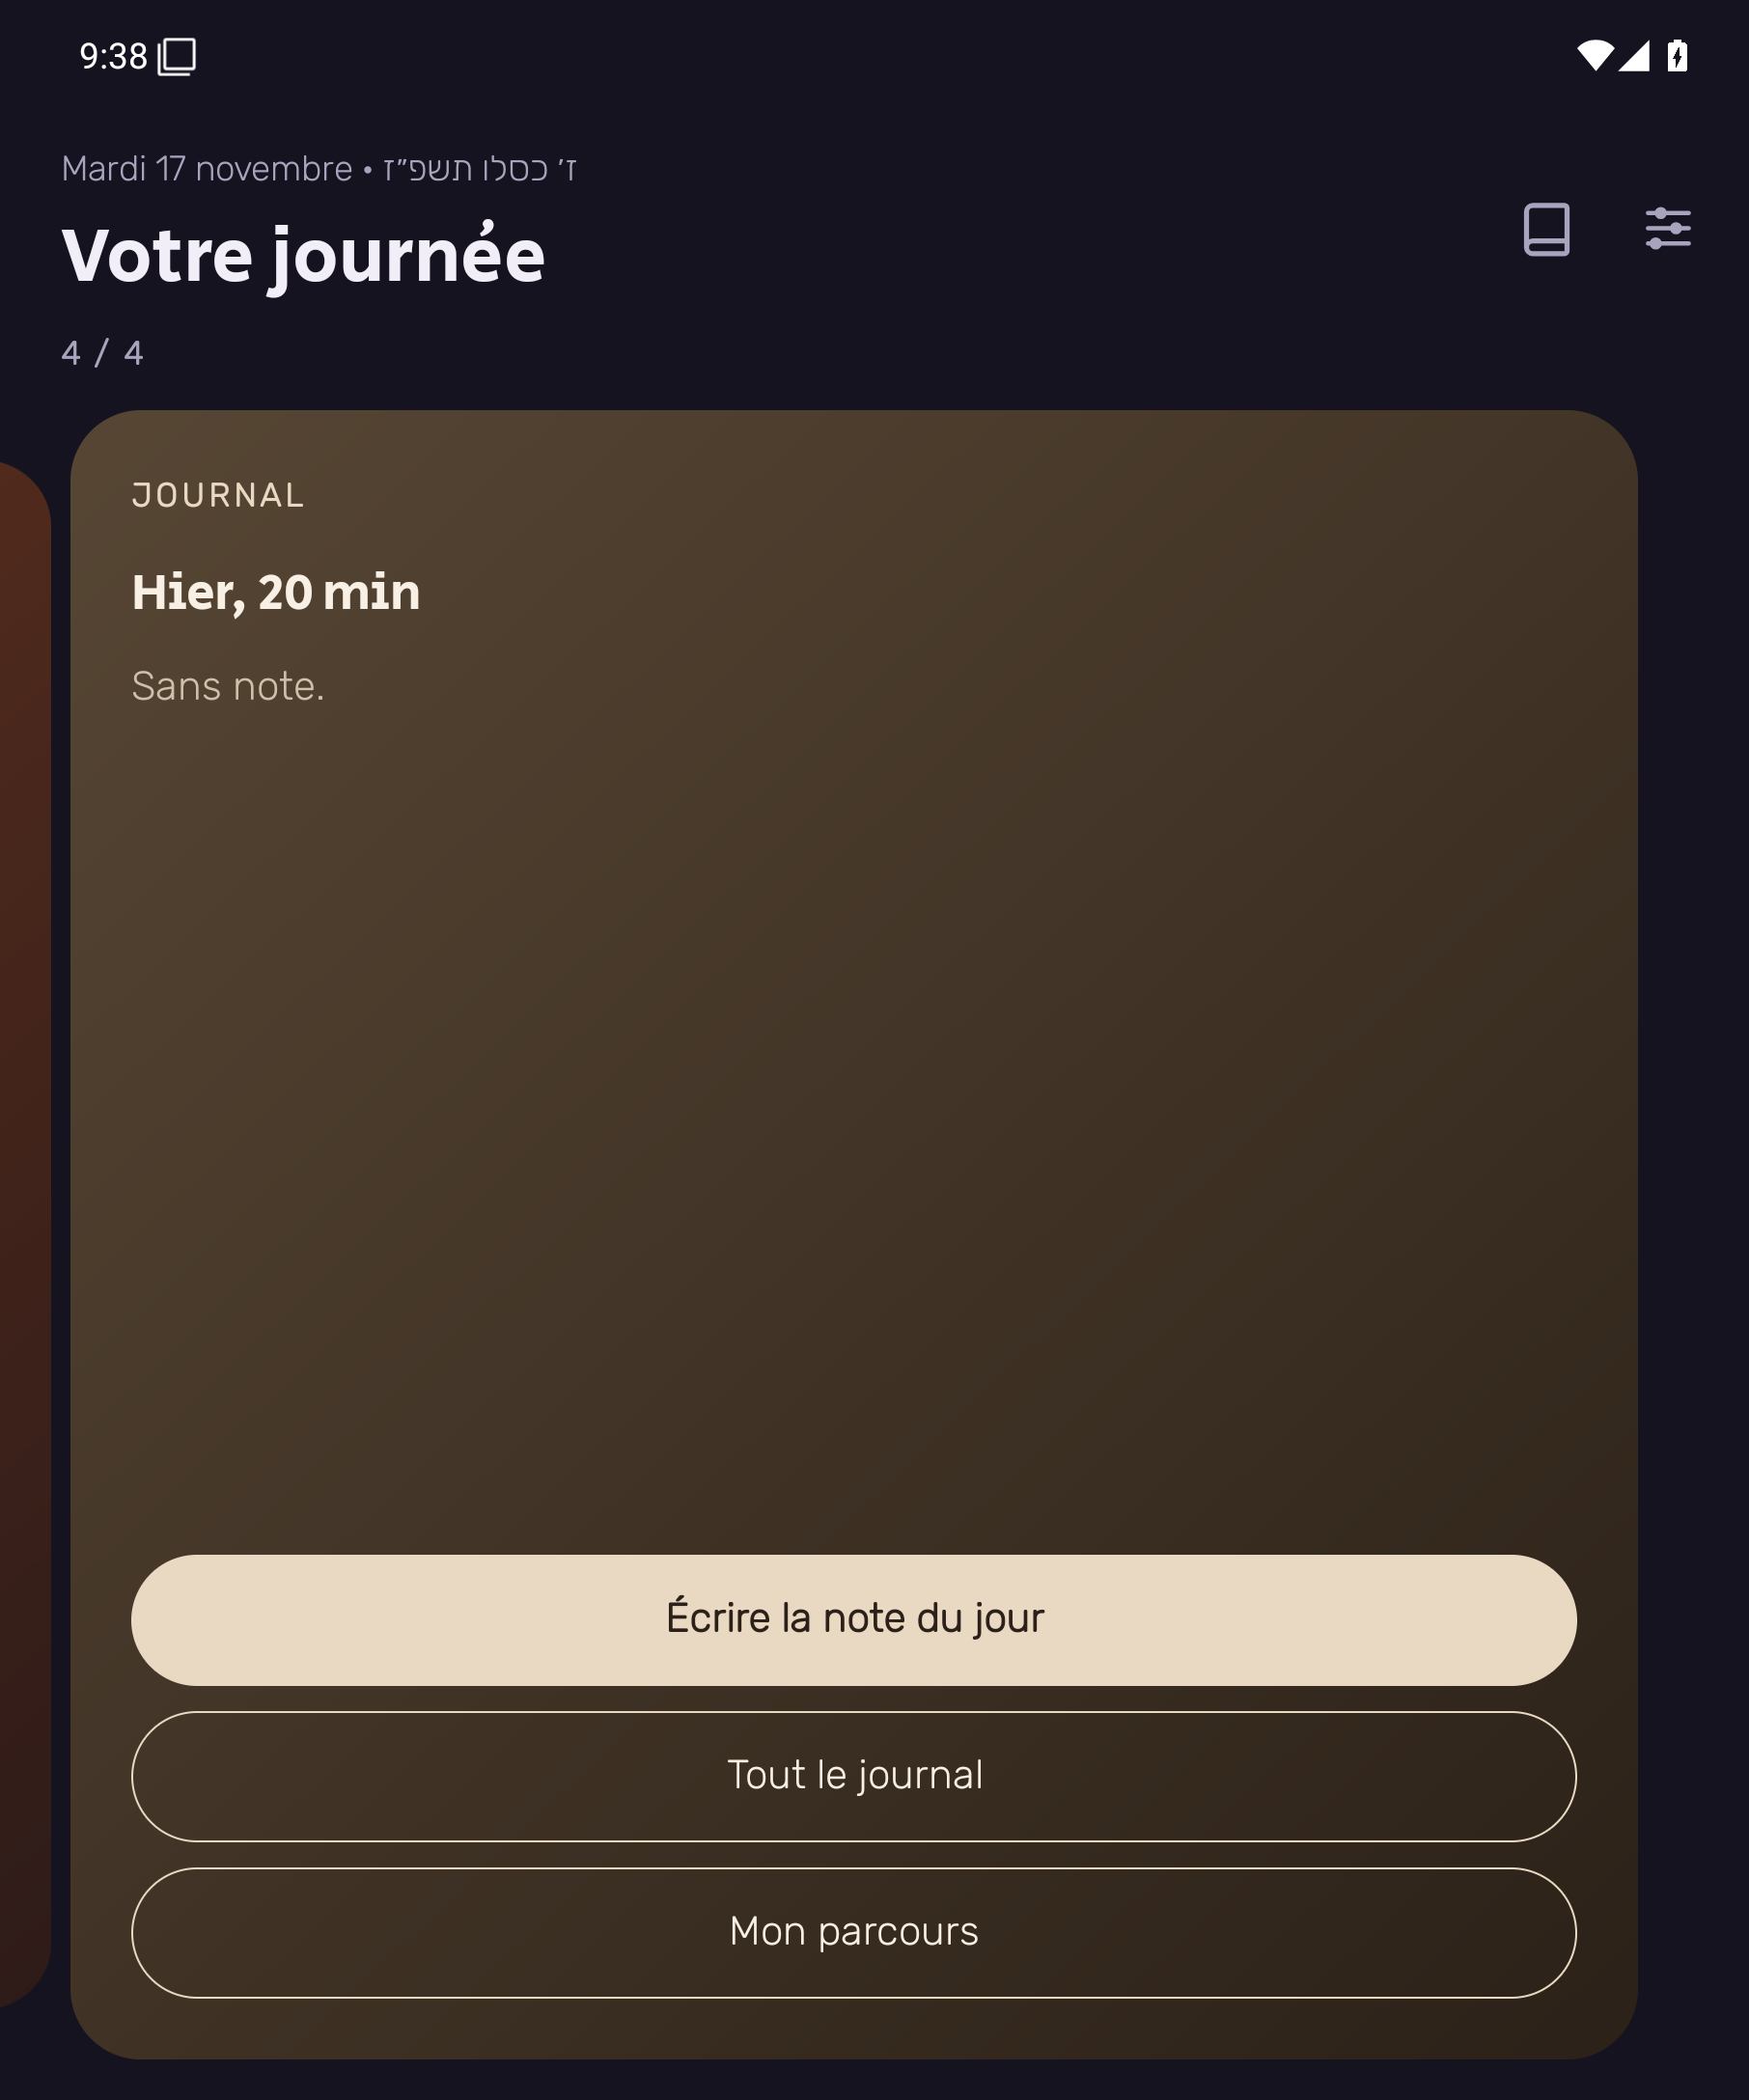 9:38
Mardi 17 novembre • ז׳ כסלו תשפ״ז
Votre journée
4 / 4
JOURNAL
Hier, 20 min
Sans note.
Écrire la note du jour
Tout le journal
Mon parcours